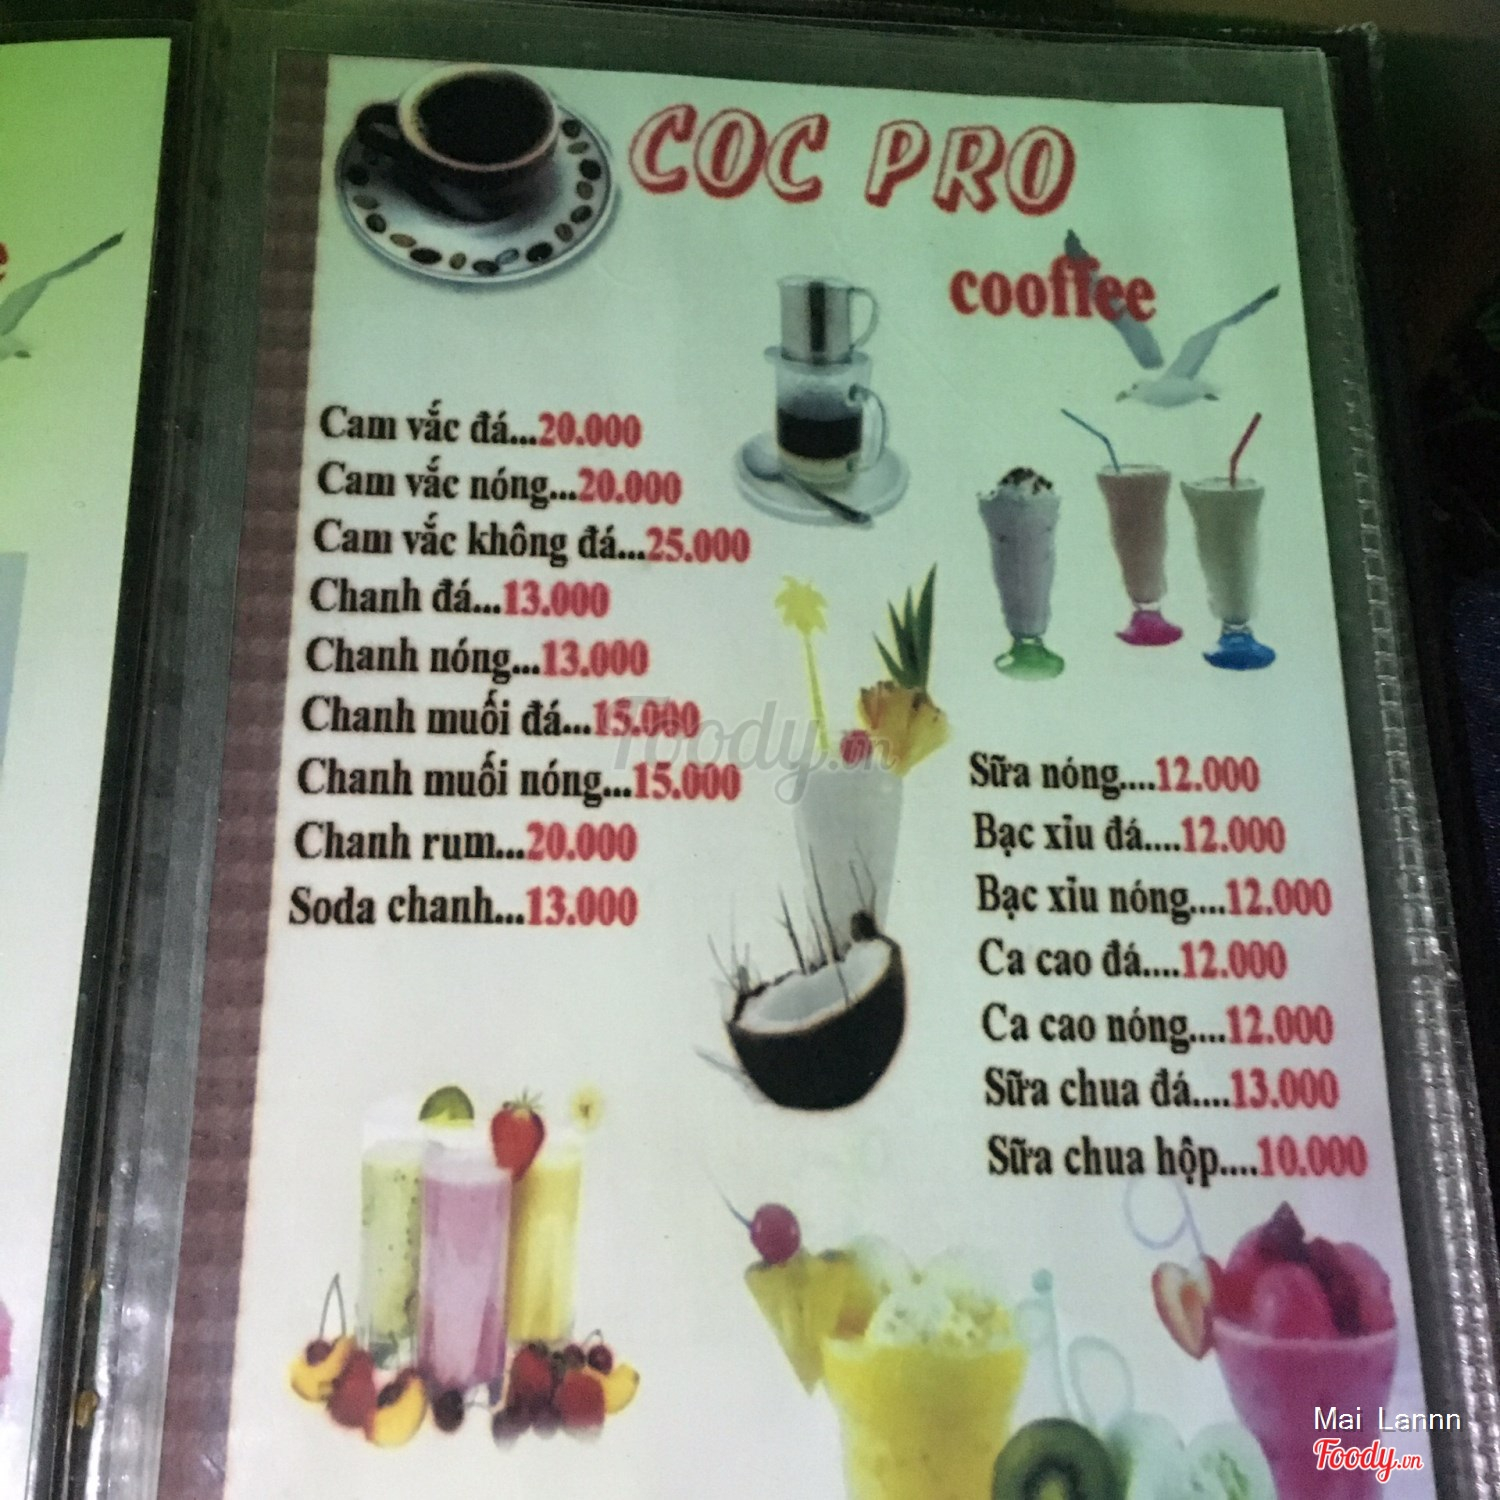 COC PRO
cooffee
Cam vắc đá...20.000
Cam vắc nóng...20.000
Cam vắc không đá...25.000
Chanh đá...13.000
Chanh nóng...13.000
Chanh muối đá...15.000
Chanh muối nóng...15.000
Chanh rum...20.000
Soda chanh...13.000
Sữa nóng....12.000
Bạc xỉu đá....12.000
Bạc xỉu nóng....12.000
Ca cao đá....12.000
Ca cao nóng....12.000
Sữa chua đá....13.000
Sữa chua hộp....10.000
Foody.vn
Mai Lannn
Foody.vn